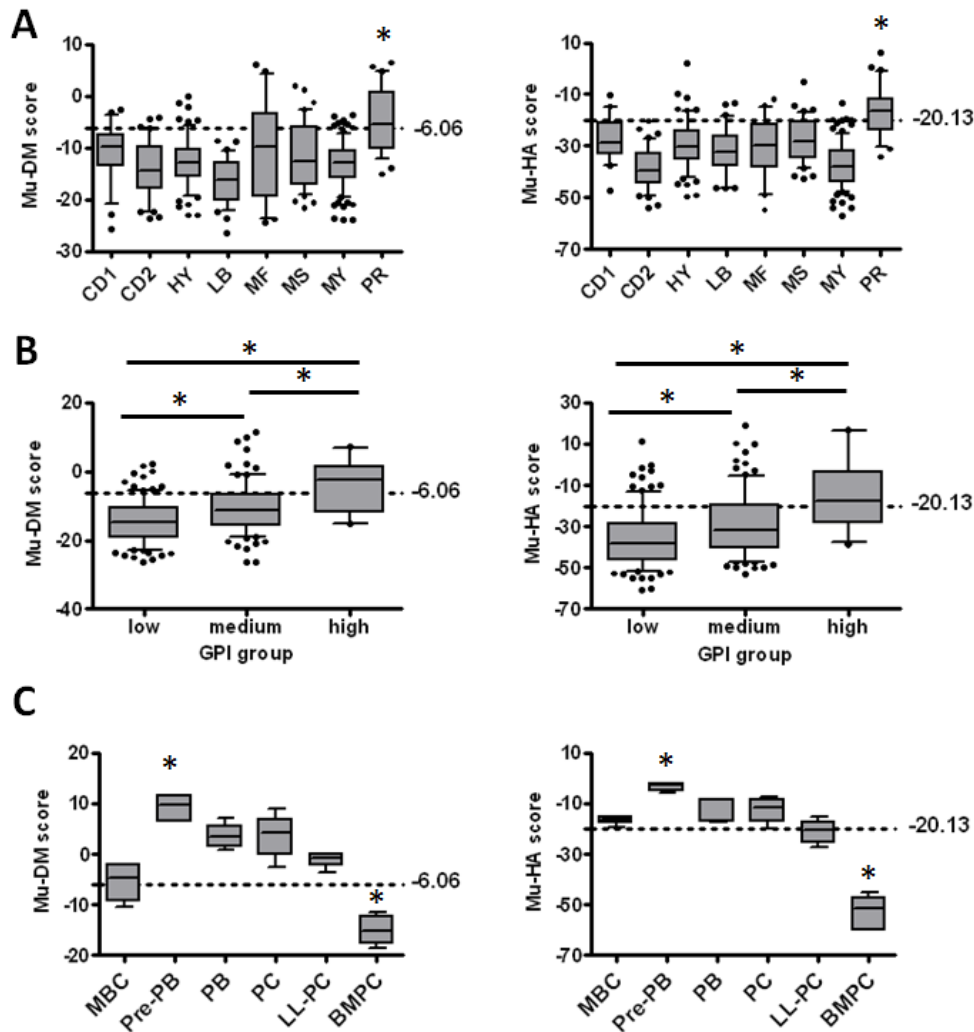 A
*
*
10
0
-10
-20
-30
Mu-DM score
-6.06
CD1 CD2 HY LB MF MS MY PR
10
-10
-30
-50
-70
Mu-HA score
-20.13
CD1 CD2 HY LB MF MS MY PR
B
*
*
*
20
0
-20
-40
Mu-DM score
-6.06
low medium high
GPI group
*
*
*
30
10
-10
-30
-50
-70
Mu-HA score
-20.13
low medium high
GPI group
C
*
*
20
10
0
-10
-20
Mu-DM score
-6.06
MBC Pre-PB PB PC LL-PC BMPC
*
*
10
-10
-30
-50
-70
Mu-HA score
-20.13
MBC Pre-PB PB PC LL-PC BMPC